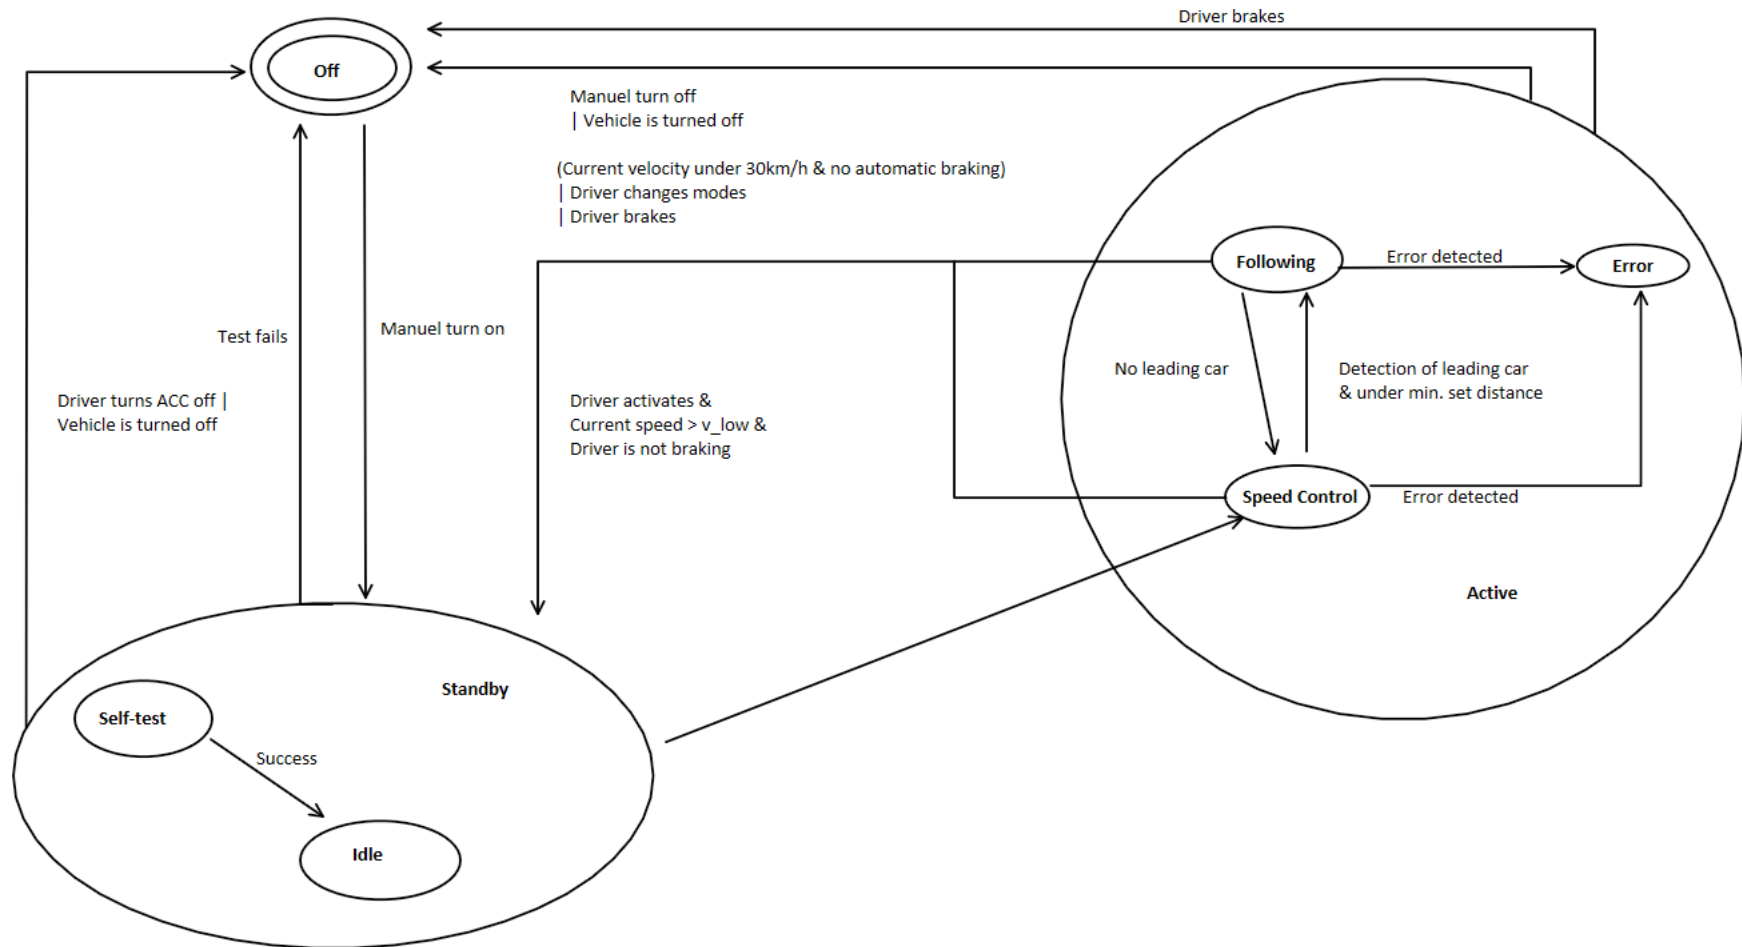 Driver brakes
Off
Manuel turn off
| Vehicle is turned off
(Current velocity under 30km/h & no automatic braking)
| Driver changes modes
| Driver brakes
Following
Error detected
Error
Test fails
Manuel turn on
No leading car
Detection of leading car
& under min. set distance
Driver turns ACC off |
Vehicle is turned off
Driver activates &
Current speed > v_low &
Driver is not braking
Speed Control
Error detected
Active
Standby
Self-test
Success
Idle